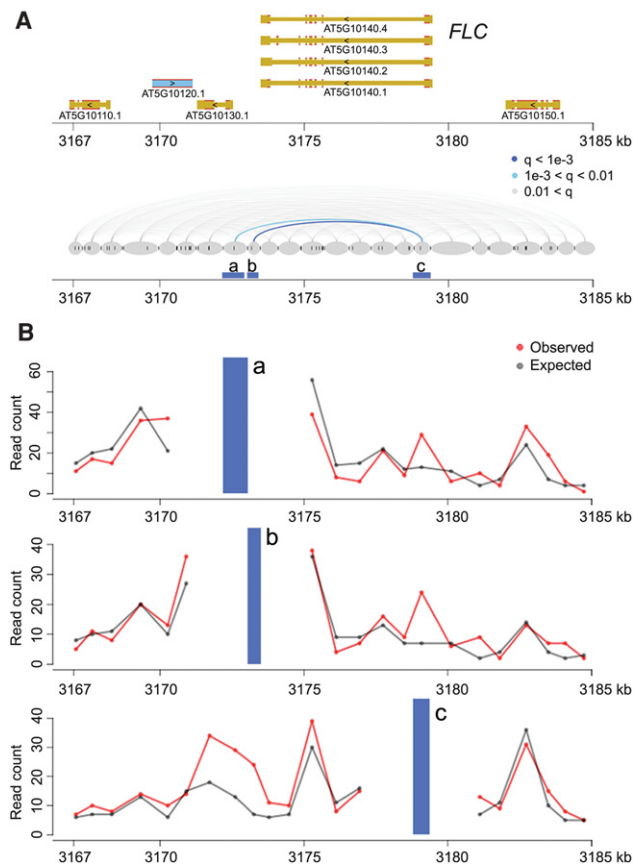 A
AT5G10140.4
FLC
AT5G10140.3
AT5G10140.2
AT5G10120.1
AT5G10140.1
AT5G10110.1
AT5G10130.1
AT5G10150.1
3167 3170 3175 3180 3185 kb
q < 1e-3
1e-3 < q < 0.01
0.01 < q
a b c
3167 3170 3175 3180 3185 kb
B
Observed
Expected
a
Read count
0 20 40 60
3167 3170 3175 3180 3185 kb
b
Read count
0 10 20 30 40
3167 3170 3175 3180 3185 kb
c
Read count
0 10 20 30 40
3167 3170 3175 3180 3185 kb